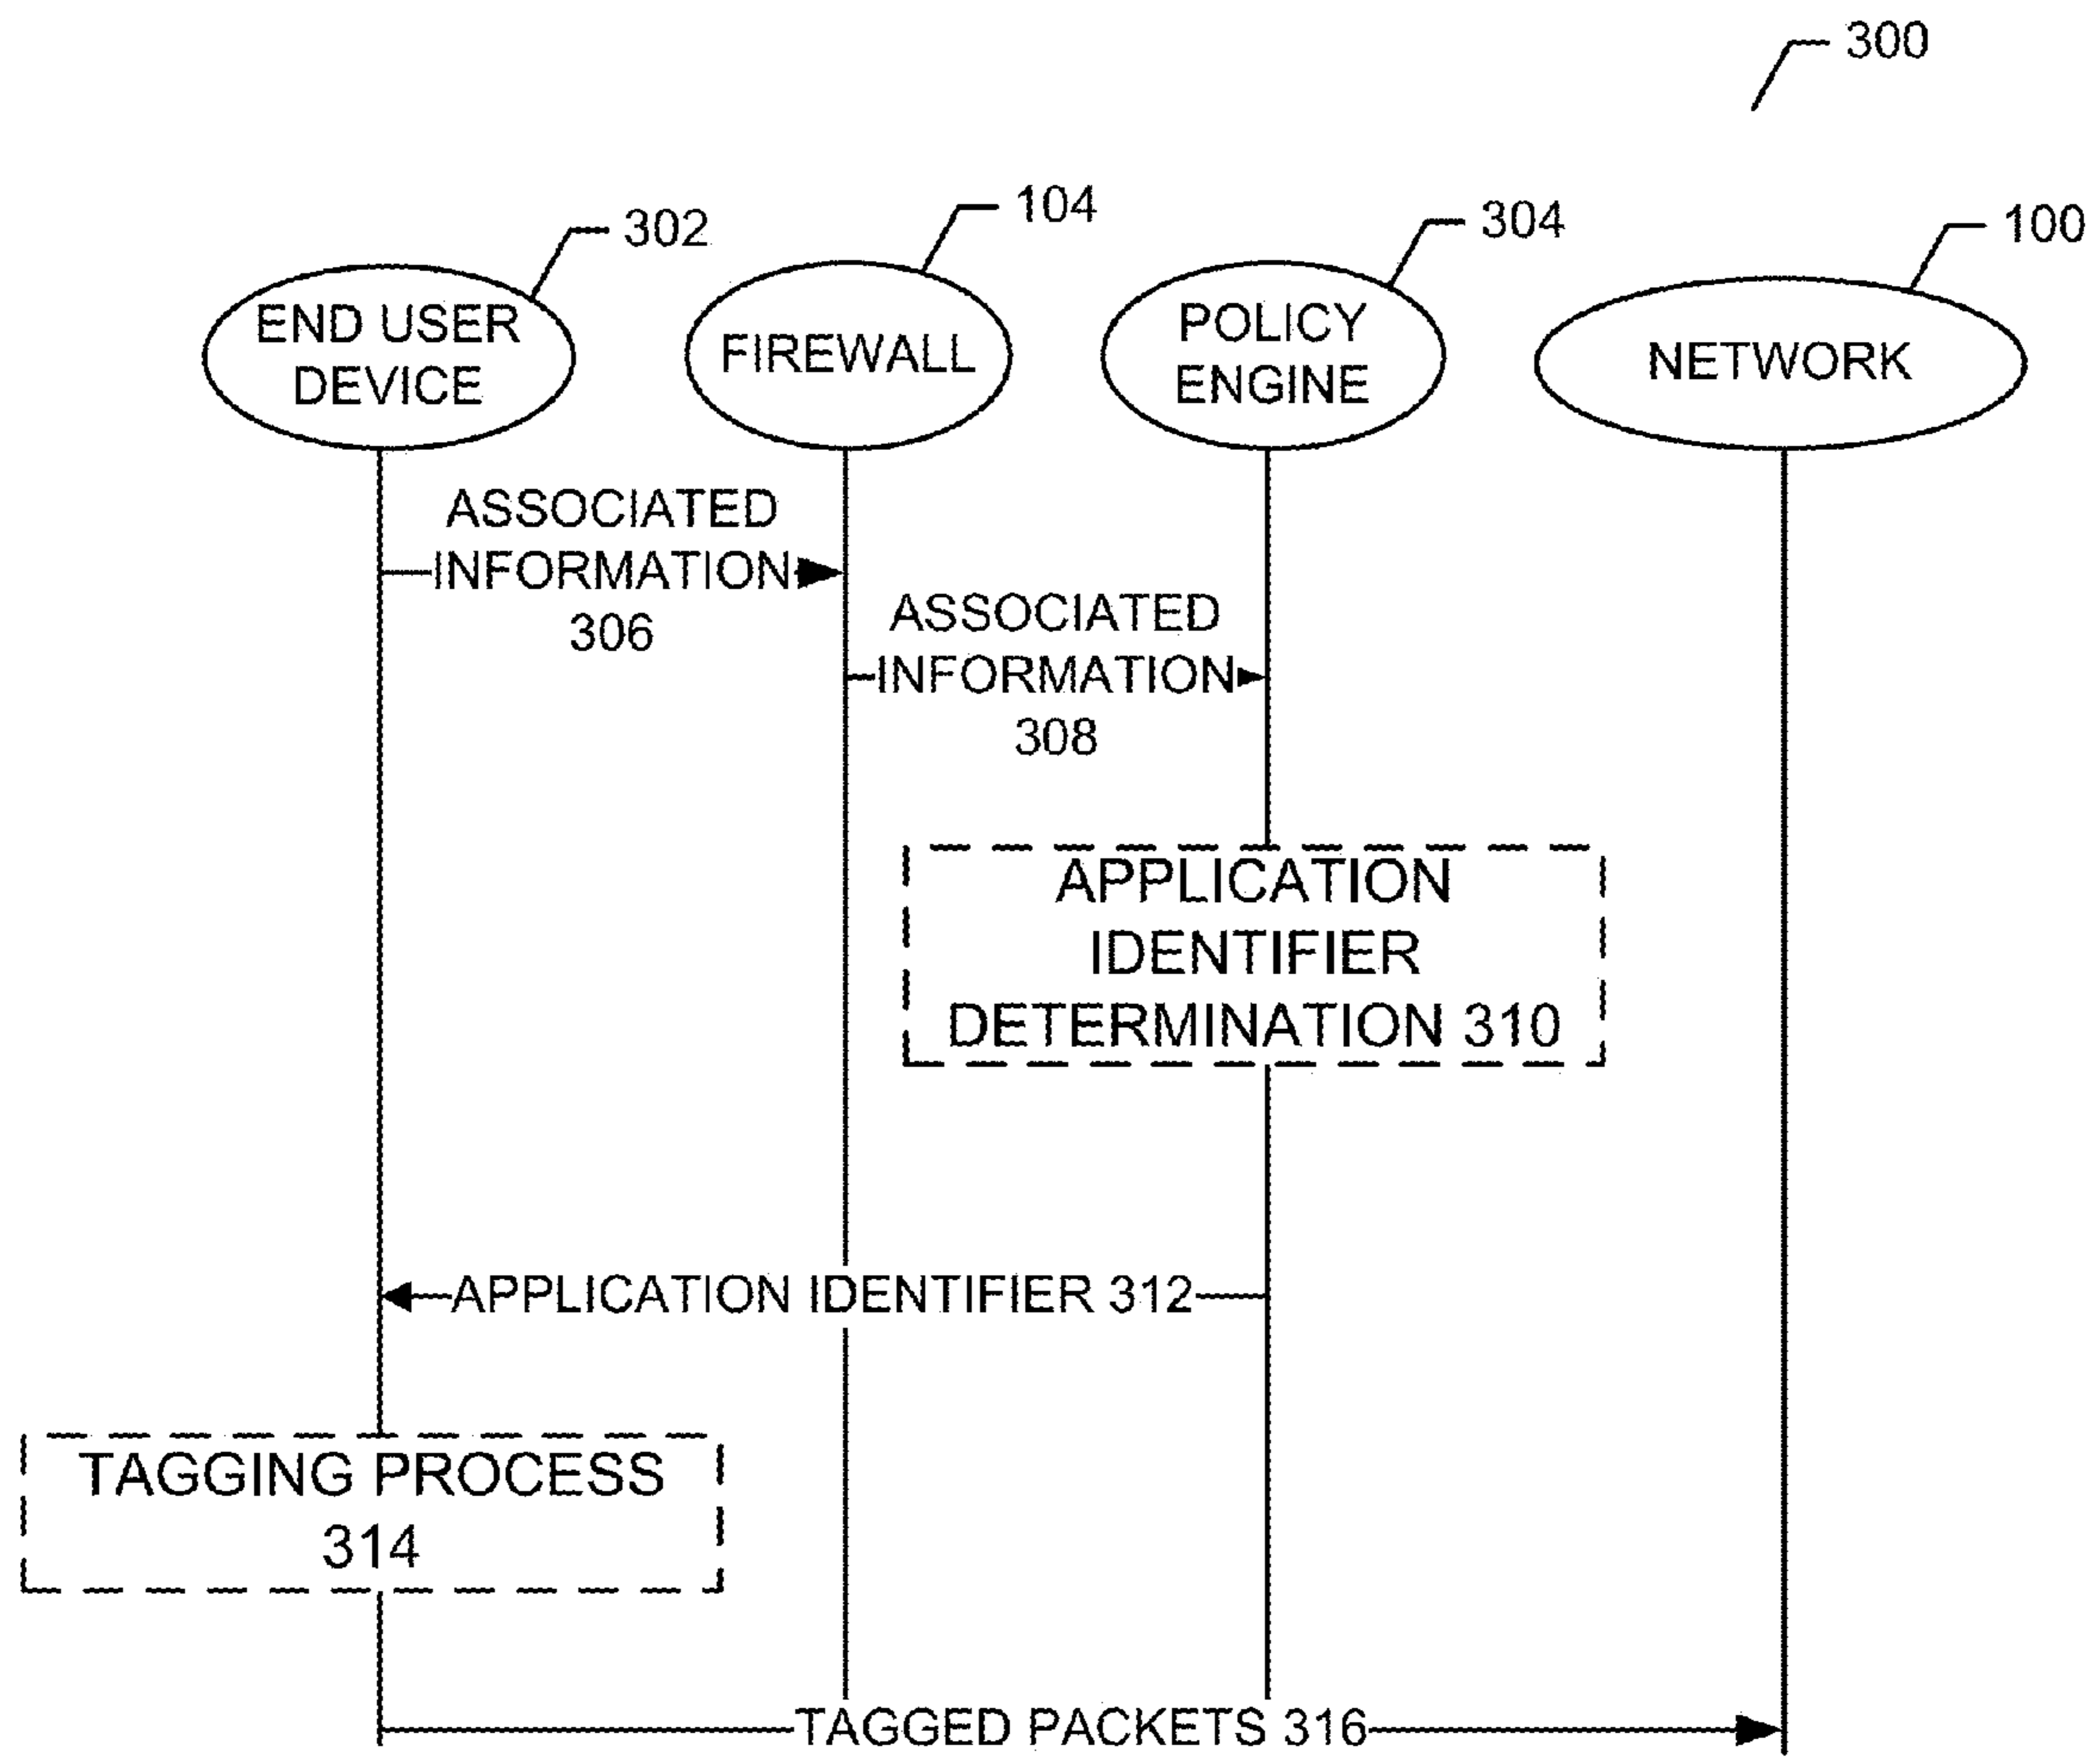 300
302
104
304
100
END USER
DEVICE
FIREWALL
POLICY
ENGINE
NETWORK
ASSOCIATED
INFORMATION
306
ASSOCIATED
INFORMATION
308
APPLICATION
IDENTIFIER
DETERMINATION 310
APPLICATION IDENTIFIER 312
TAGGING PROCESS
314
TAGGED PACKETS 316